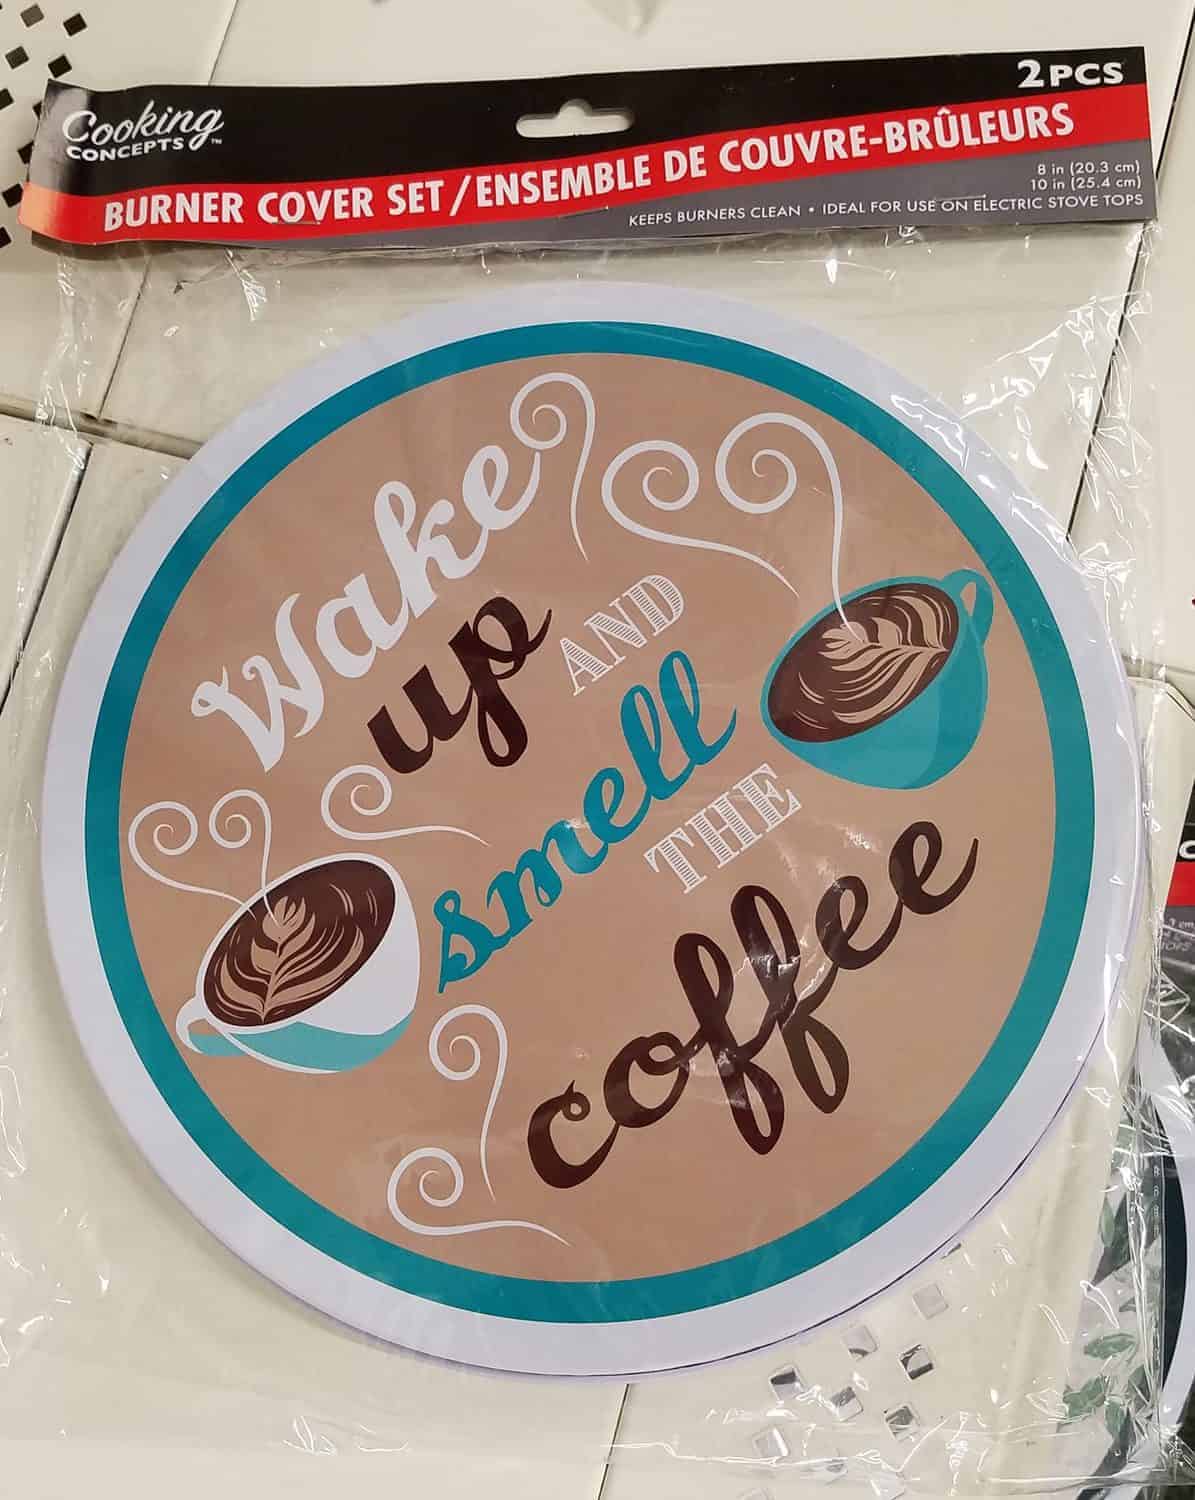 Cooking
CONCEPTS™
2PCS
BURNER COVER SET/ENSEMBLE DE COUVRE-BRÛLEURS
8 in (20.3 cm)
10 in (25.4 cm)
KEEPS BURNERS CLEAN • IDEAL FOR USE ON ELECTRIC STOVE TOPS
Wake
up AND
smell
THE
coffee